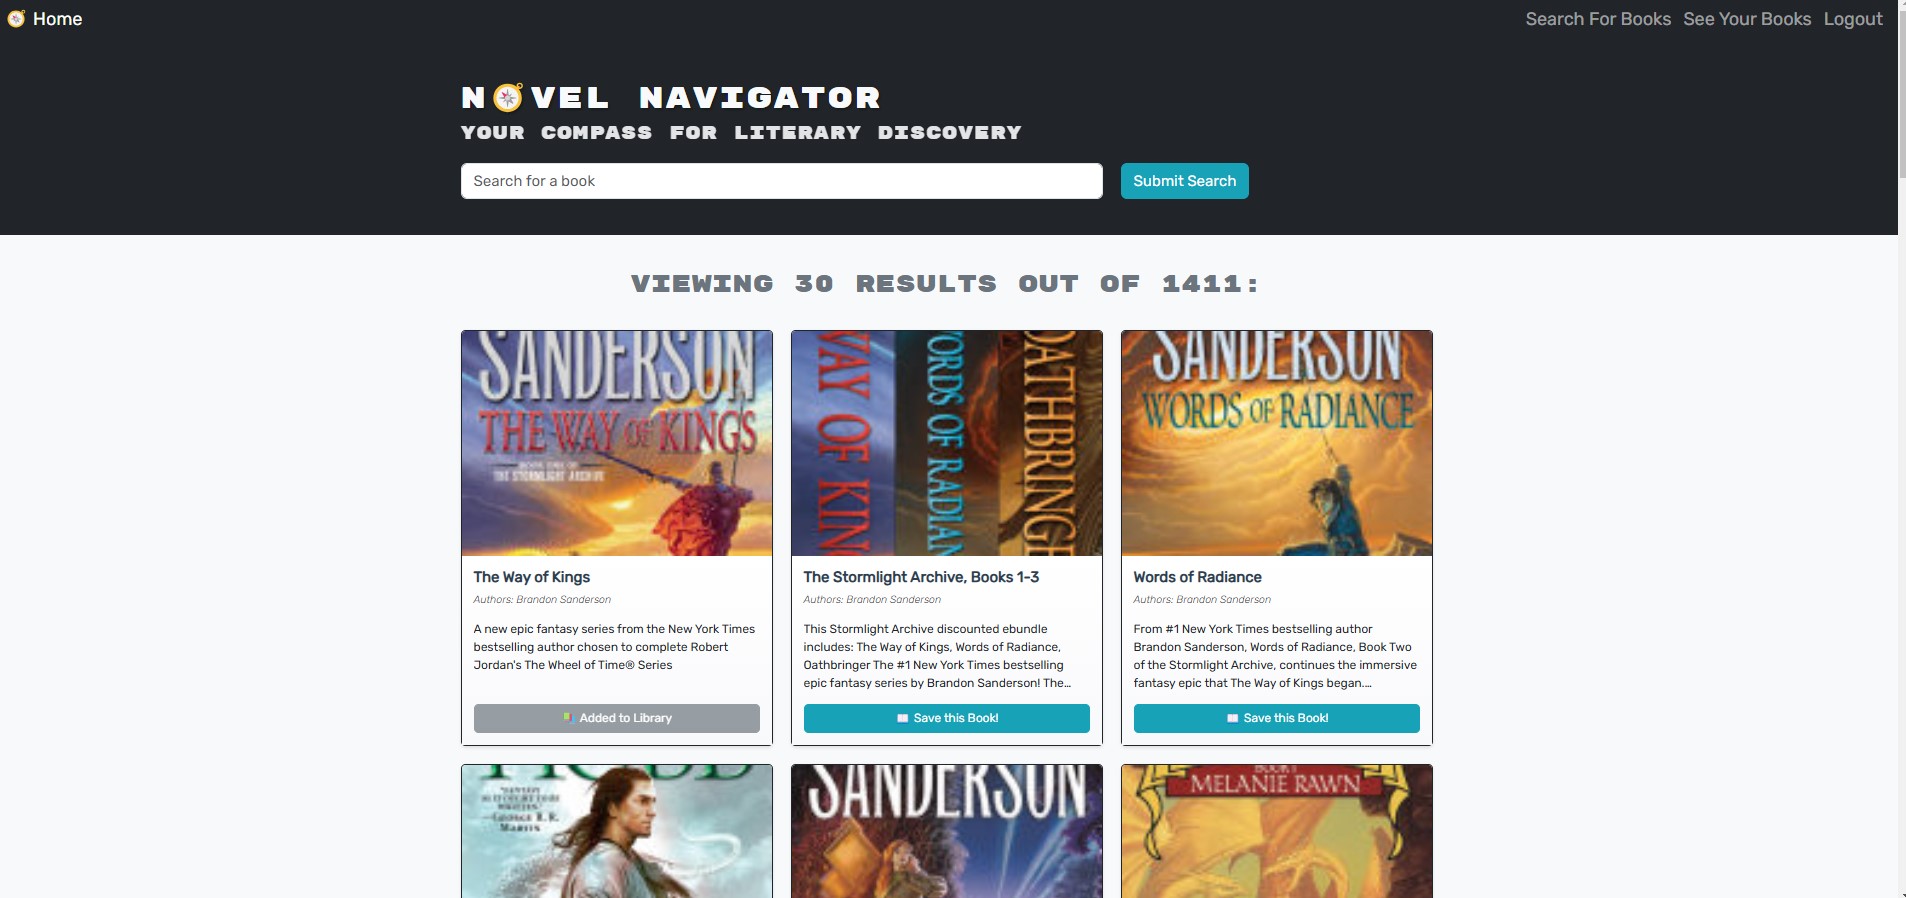 Home
Search For Books See Your Books Logout
NOVEL NAVIGATOR
YOUR COMPASS FOR LITERARY DISCOVERY
Search for a book
Submit Search
VIEWING 30 RESULTS OUT OF 1411:
SANDERSON
THE WAY OF KINGS
BOOK ONE OF
THE STORMLIGHT ARCHIVE
WAY OF KIN
WORDS OF RADIAN
OATHBRINGE
SANDERSON
WORDS OF RADIANCE
The Way of Kings
Authors: Brandon Sanderson
A new epic fantasy series from the New York Times
bestselling author chosen to complete Robert
Jordan's The Wheel of Time® Series
Added to Library
The Stormlight Archive, Books 1-3
Authors: Brandon Sanderson
This Stormlight Archive discounted ebundle
includes: The Way of Kings, Words of Radiance,
Oathbringer The #1 New York Times bestselling
epic fantasy series by Brandon Sanderson! The...
Save this Book!
Words of Radiance
Authors: Brandon Sanderson
From #1 New York Times bestselling author
Brandon Sanderson, Words of Radiance, Book Two
of the Stormlight Archive, continues the immersive
fantasy epic that The Way of Kings began....
Save this Book!
—GEORGE R. R.
MARTIN
SANDERSON
BOOK I
MELANIE RAWN